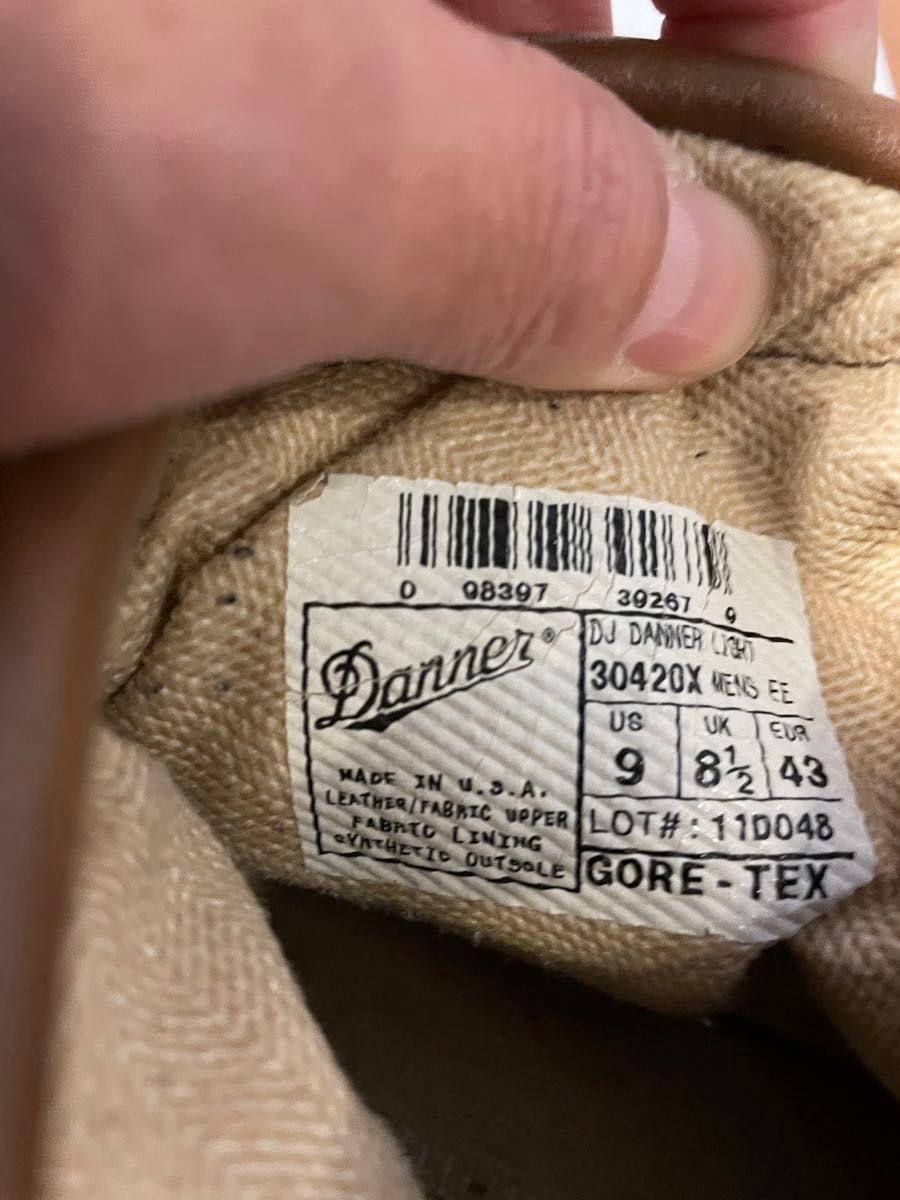 0 98397 39267 9
Danner®
MADE IN U.S.A.
LEATHER/FABRIC UPPER
FABRIC LINING
SYNTHETIC OUTSOLE
DJ DANNER LIGHT
30420X MENS EE
US UK EUR
9 8½ 43
LOT#: 11D048
GORE-TEX